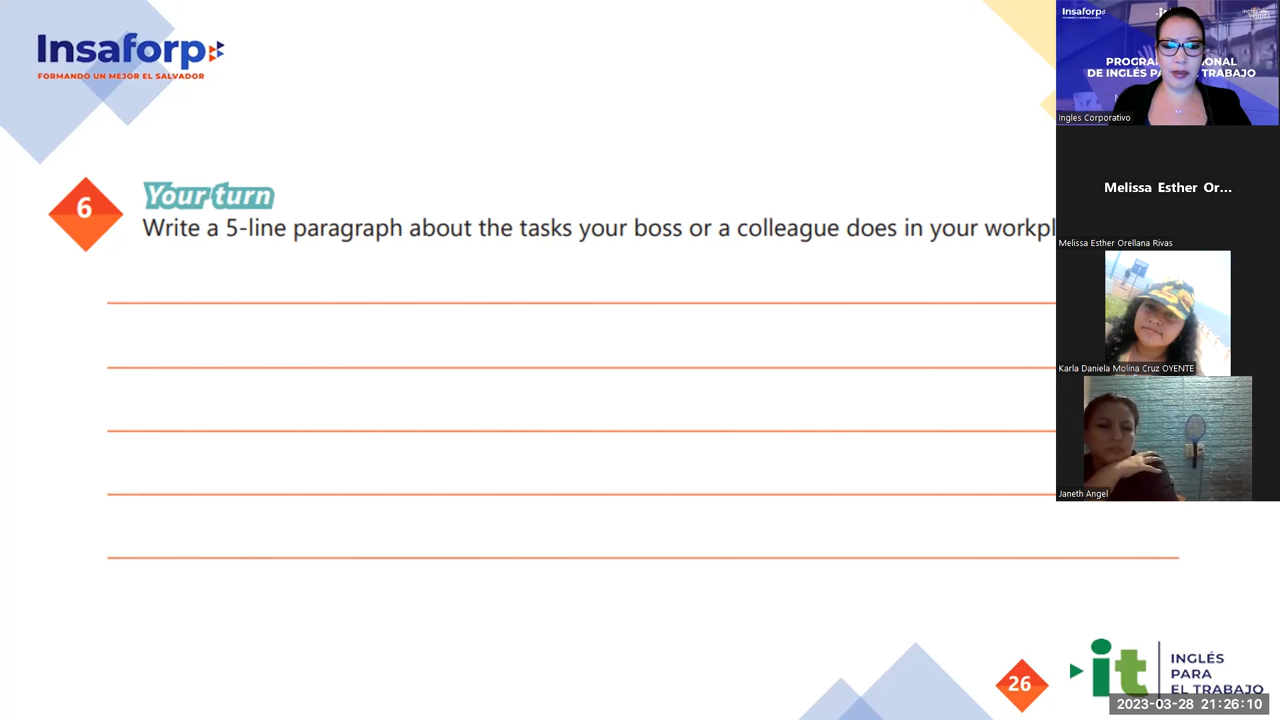 Insaforp
FORMANDO UN MEJOR EL SALVADOR
6
Your turn
Write a 5-line paragraph about the tasks your boss or a colleague does in your workpl
26
it
INGLÉS
PARA
EL TRABAJO
2023-03-28 21:26:10
Insaforp
PROGRA
IONAL
DE INGLÉS PA
TRABAJO
Ingles Corporativo
Melissa Esther Or...
Melissa Esther Orellana Rivas
Karla Daniela Molina Cruz OYENTE
Janeth Angel